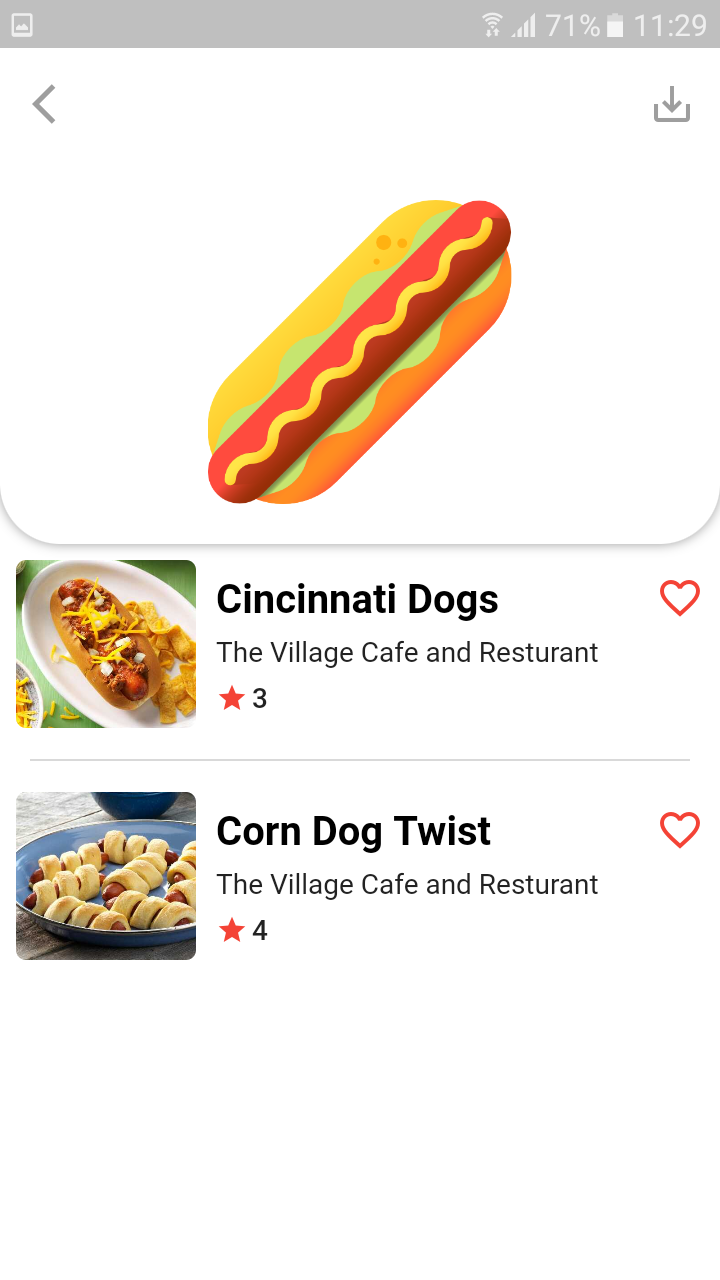 71% 11:29
Cincinnati Dogs
The Village Cafe and Resturant
3
Corn Dog Twist
The Village Cafe and Resturant
4